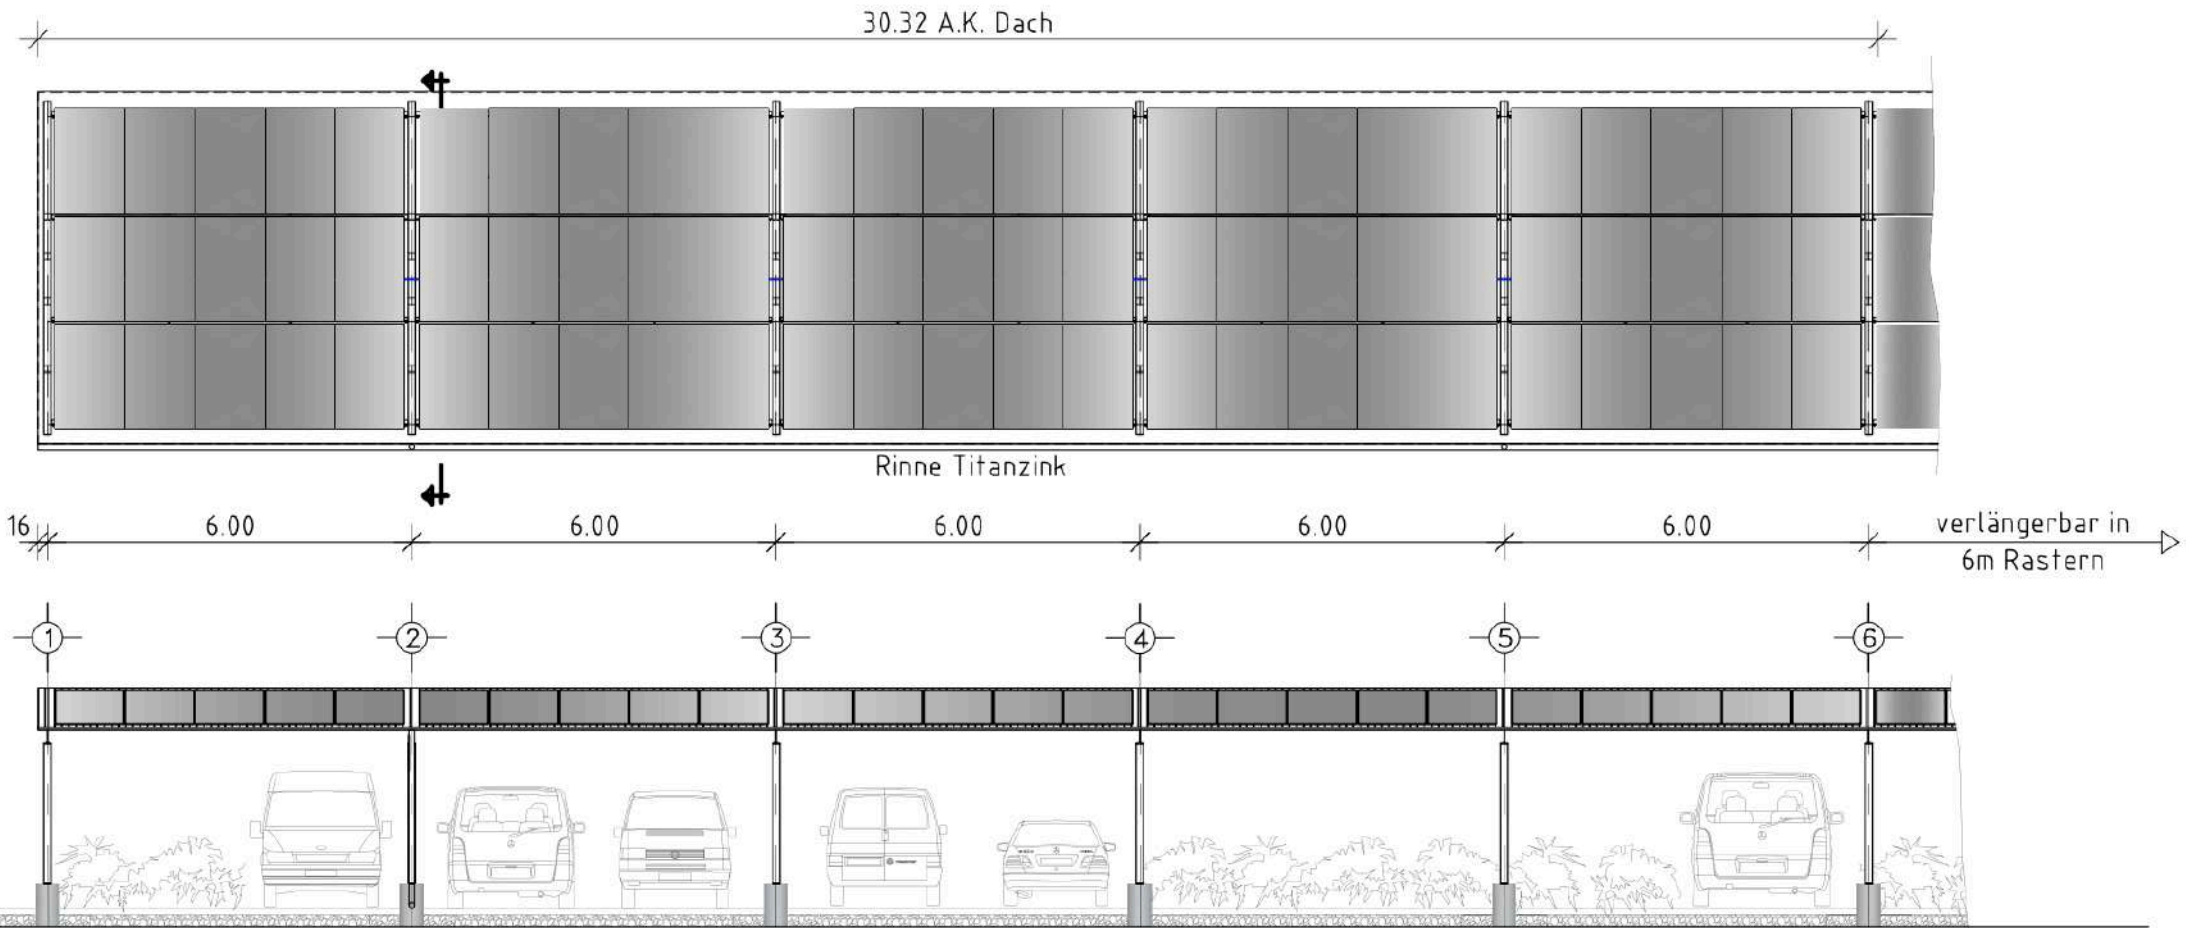 30.32 A.K. Dach
Rinne Titanzink
16 6.00 6.00 6.00 6.00 6.00 verlängerbar in
6m Rastern
1 2 3 4 5 6